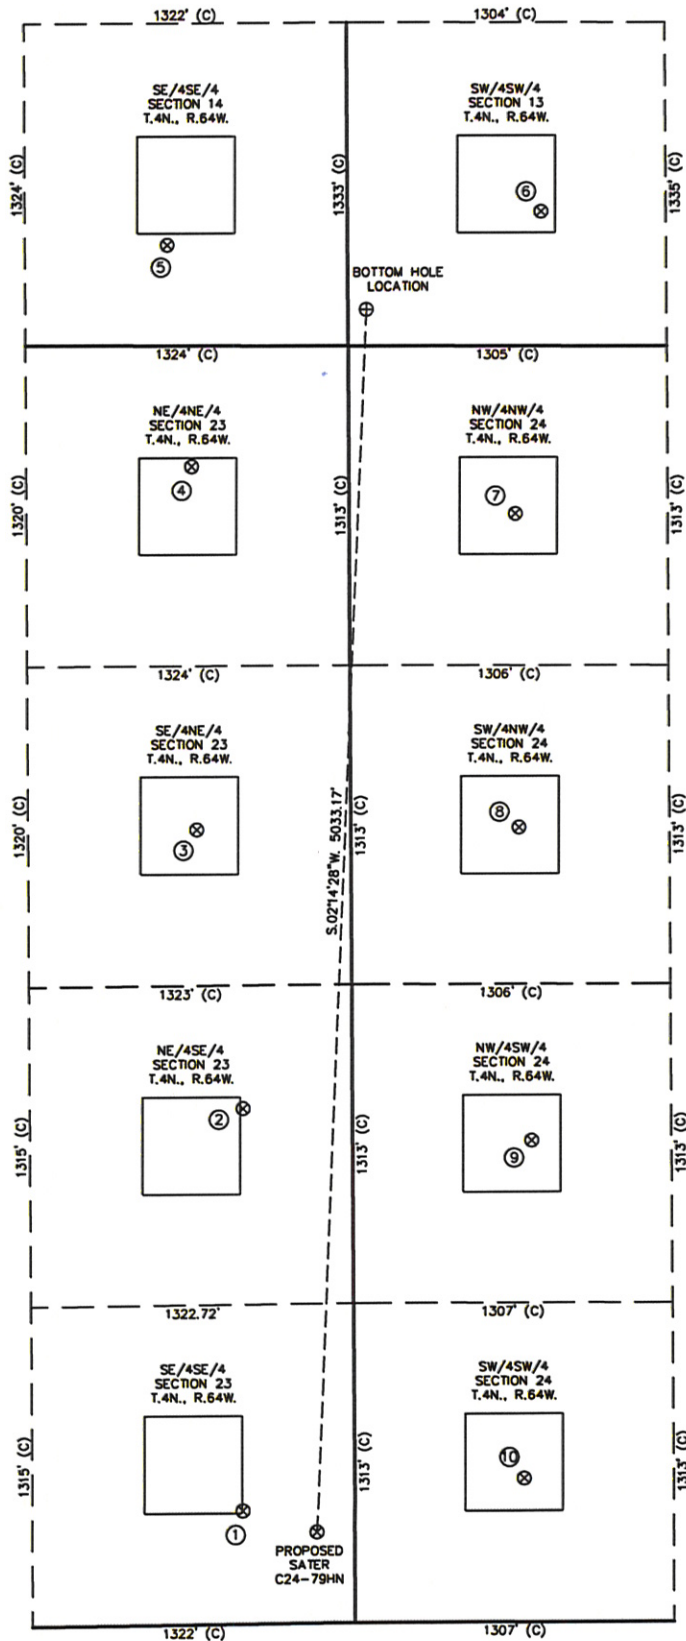 1322' (C)
1304' (C)
SE/4SE/4
SECTION 14
T.4N., R.64W.
SW/4SW/4
SECTION 13
T.4N., R.64W.
1324' (C)
1333' (C)
1335' (C)
6
5
BOTTOM HOLE
LOCATION
1324' (C)
1305' (C)
NE/4NE/4
SECTION 23
T.4N., R.64W.
NW/4NW/4
SECTION 24
T.4N., R.64W.
1320' (C)
4
1313' (C)
7
1313' (C)
1324' (C)
1306' (C)
SE/4NE/4
SECTION 23
T.4N., R.64W.
SW/4NW/4
SECTION 24
T.4N., R.64W.
1320' (C)
3
S.02°14'28"W. 5033.17'
1313' (C)
8
1313' (C)
1323' (C)
1306' (C)
NE/4SE/4
SECTION 23
T.4N., R.64W.
NW/4SW/4
SECTION 24
T.4N., R.64W.
1315' (C)
2
1313' (C)
9
1313' (C)
1322.72'
1307' (C)
SE/4SE/4
SECTION 23
T.4N., R.64W.
SW/4SW/4
SECTION 24
T.4N., R.64W.
1315' (C)
1313' (C)
10
1313' (C)
1
PROPOSED
SATER
C24-79HN
1322' (C)
1307' (C)